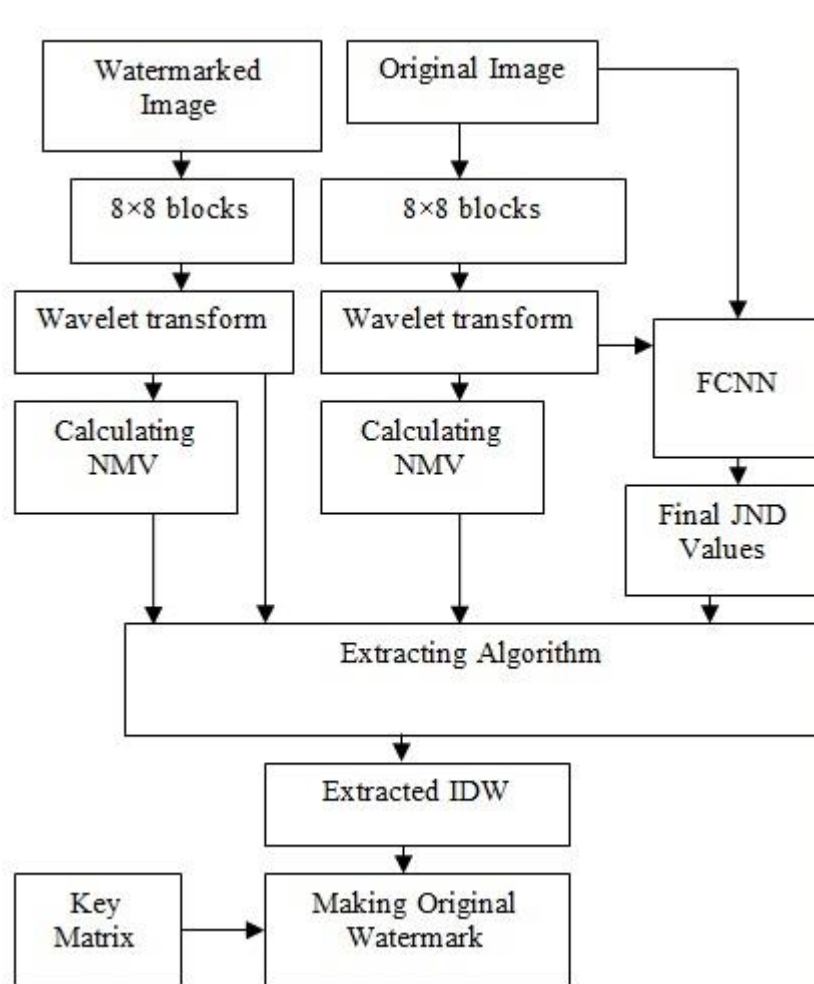 Watermarked
Image
Original Image
8×8 blocks
8×8 blocks
Wavelet transform
Wavelet transform
FCNN
Calculating
NMV
Calculating
NMV
Final JND
Values
Extracting Algorithm
Extracted IDW
Key
Matrix
Making Original
Watermark